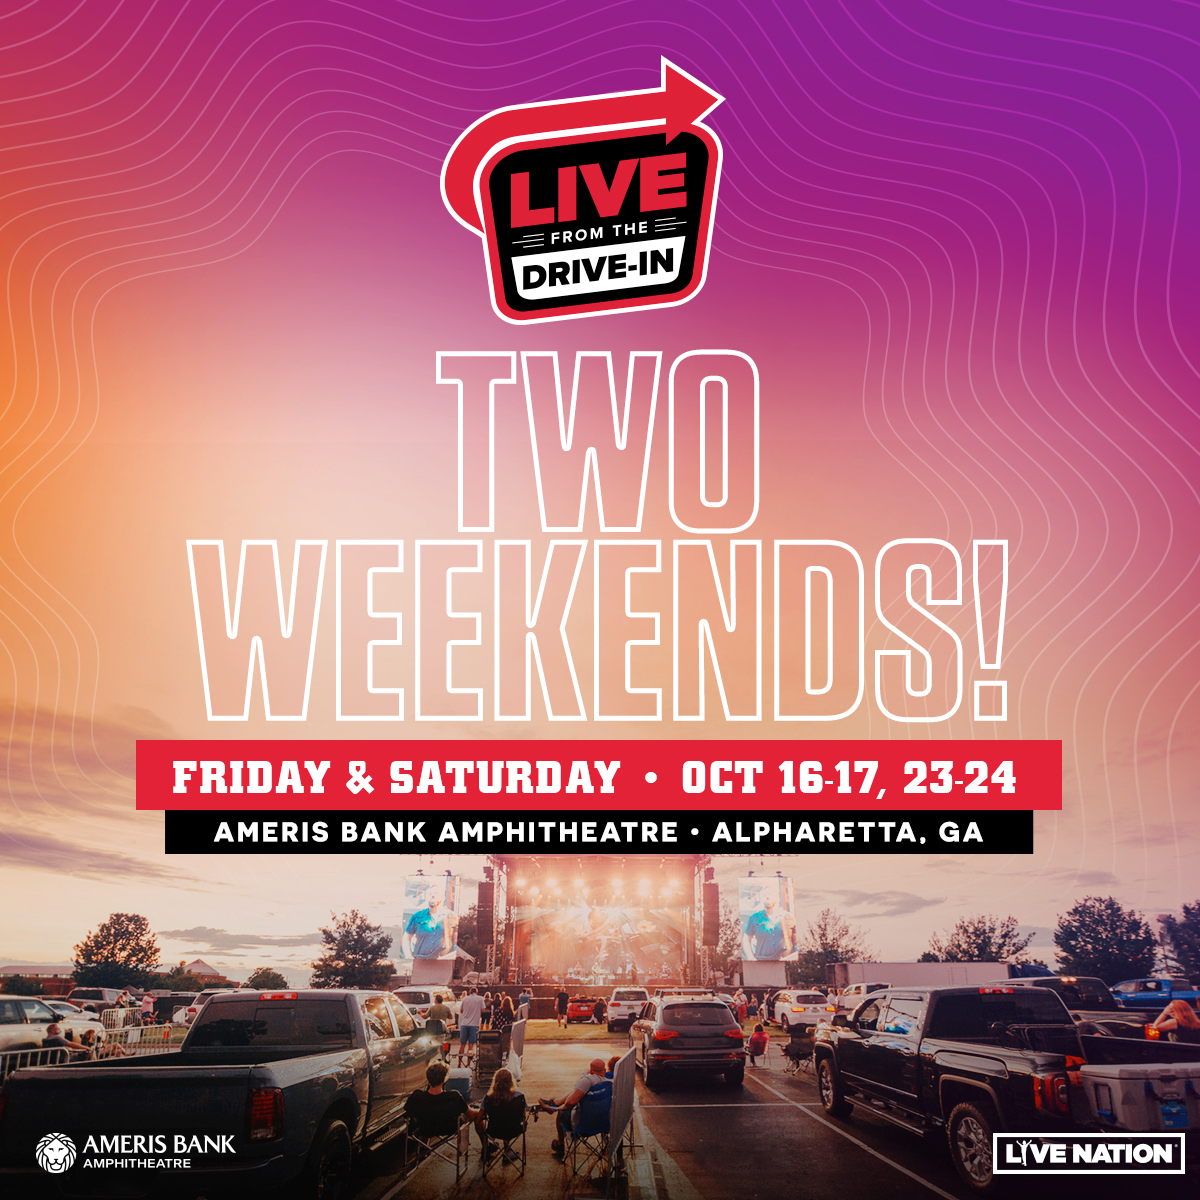 LIVE
FROM THE
DRIVE-IN
TWO
WEEKENDS!
FRIDAY & SATURDAY • OCT 16-17, 23-24
AMERIS BANK AMPHITHEATRE • ALPHARETTA, GA
AMERIS BANK
AMPHITHEATRE
LIVE NATION